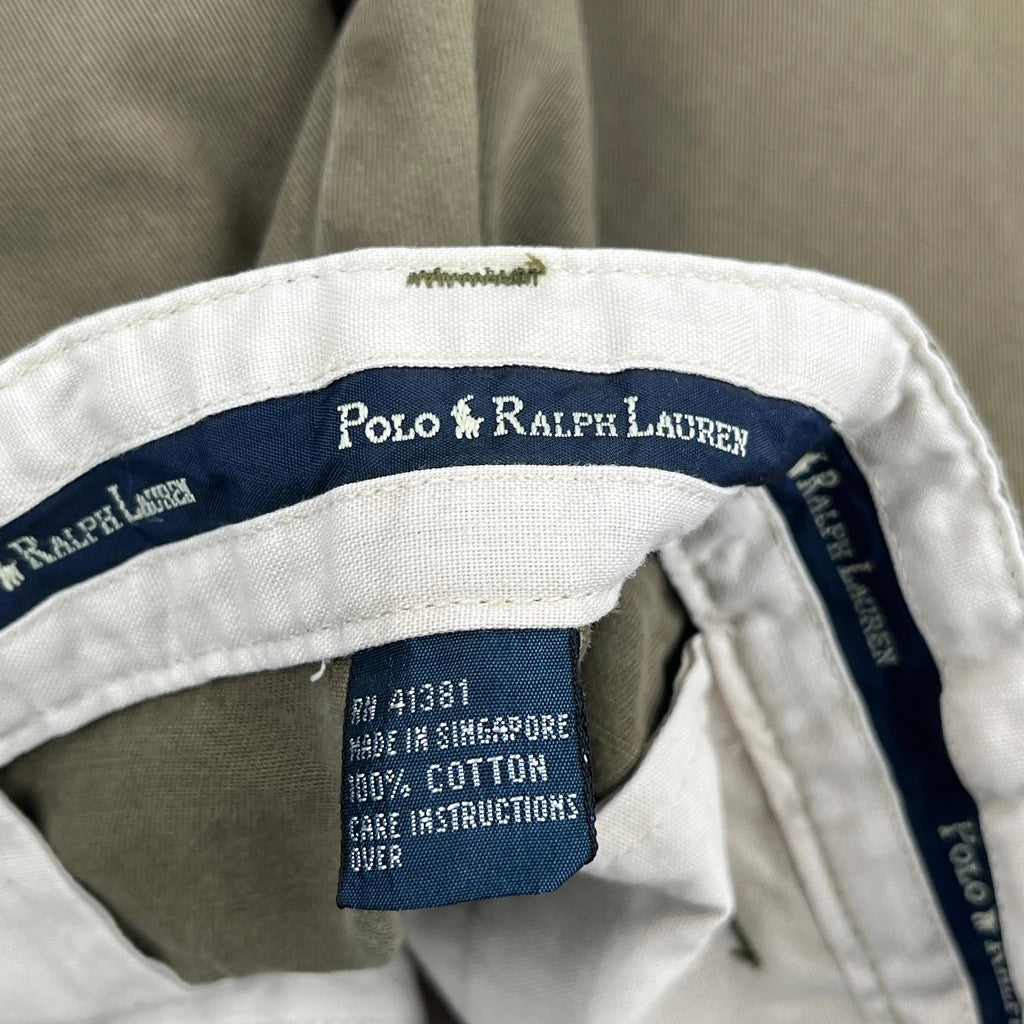 POLO RALPH LAUREN
RALPH LAUREN
RALPH LAUREN
POLO
RN 41381
MADE IN SINGAPORE
100% COTTON
CARE INSTRUCTIONS
OVER